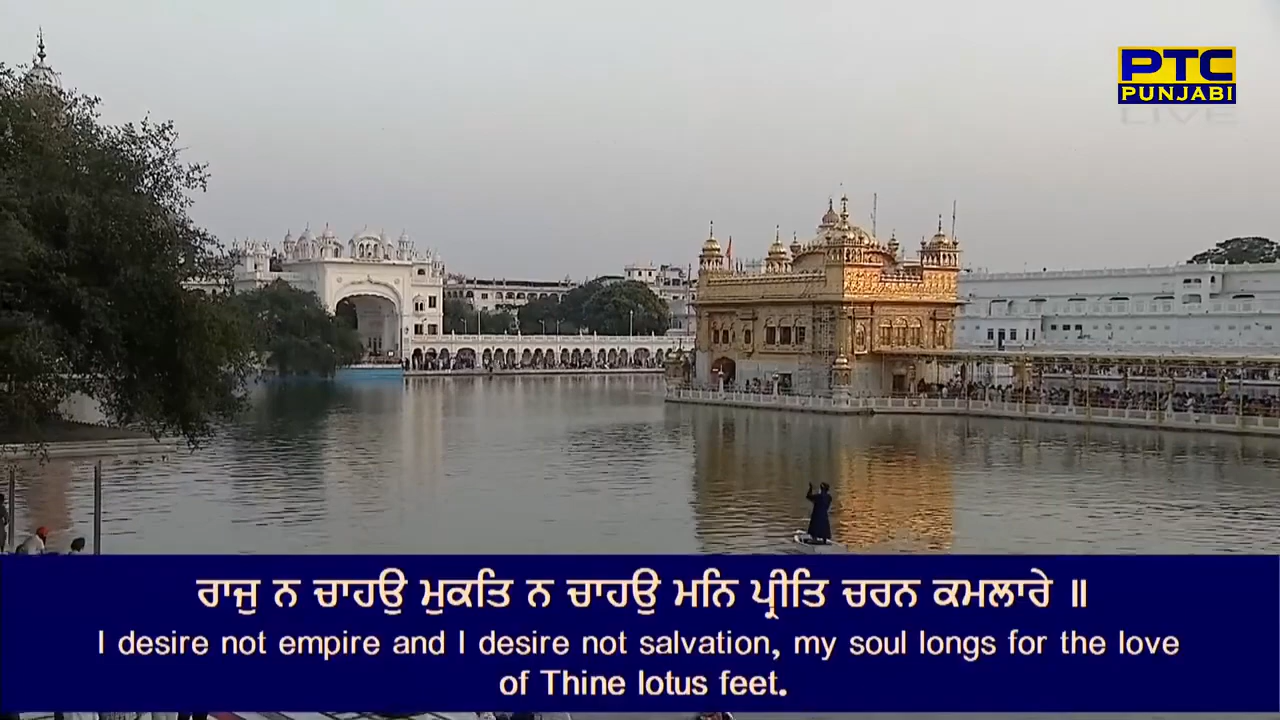 PTC
PUNJABI
LIVE
ਰਾਜੁ ਨ ਚਾਹਉ ਮੁਕਤਿ ਨ ਚਾਹਉ ਮਨਿ ਪ੍ਰੀਤਿ ਚਰਨ ਕਮਲਾਰੇ ॥
I desire not empire and I desire not salvation, my soul longs for the love
of Thine lotus feet.